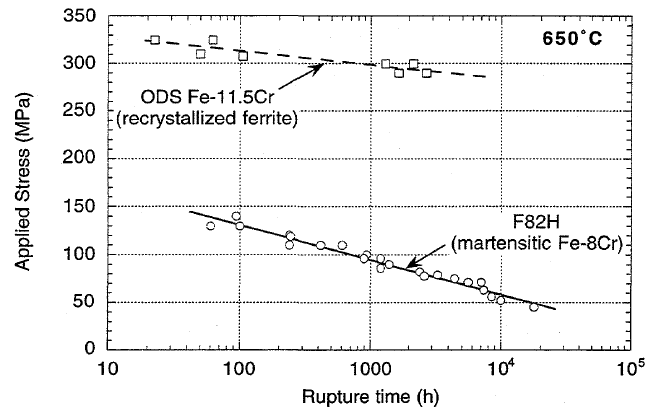 350
300
250
200
150
100
50
0
Applied Stress (MPa)
650°C
ODS Fe-11.5Cr
(recrystallized ferrite)
F82H
(martensitic Fe-8Cr)
10
100
1000
10⁴
10⁵
Rupture time (h)